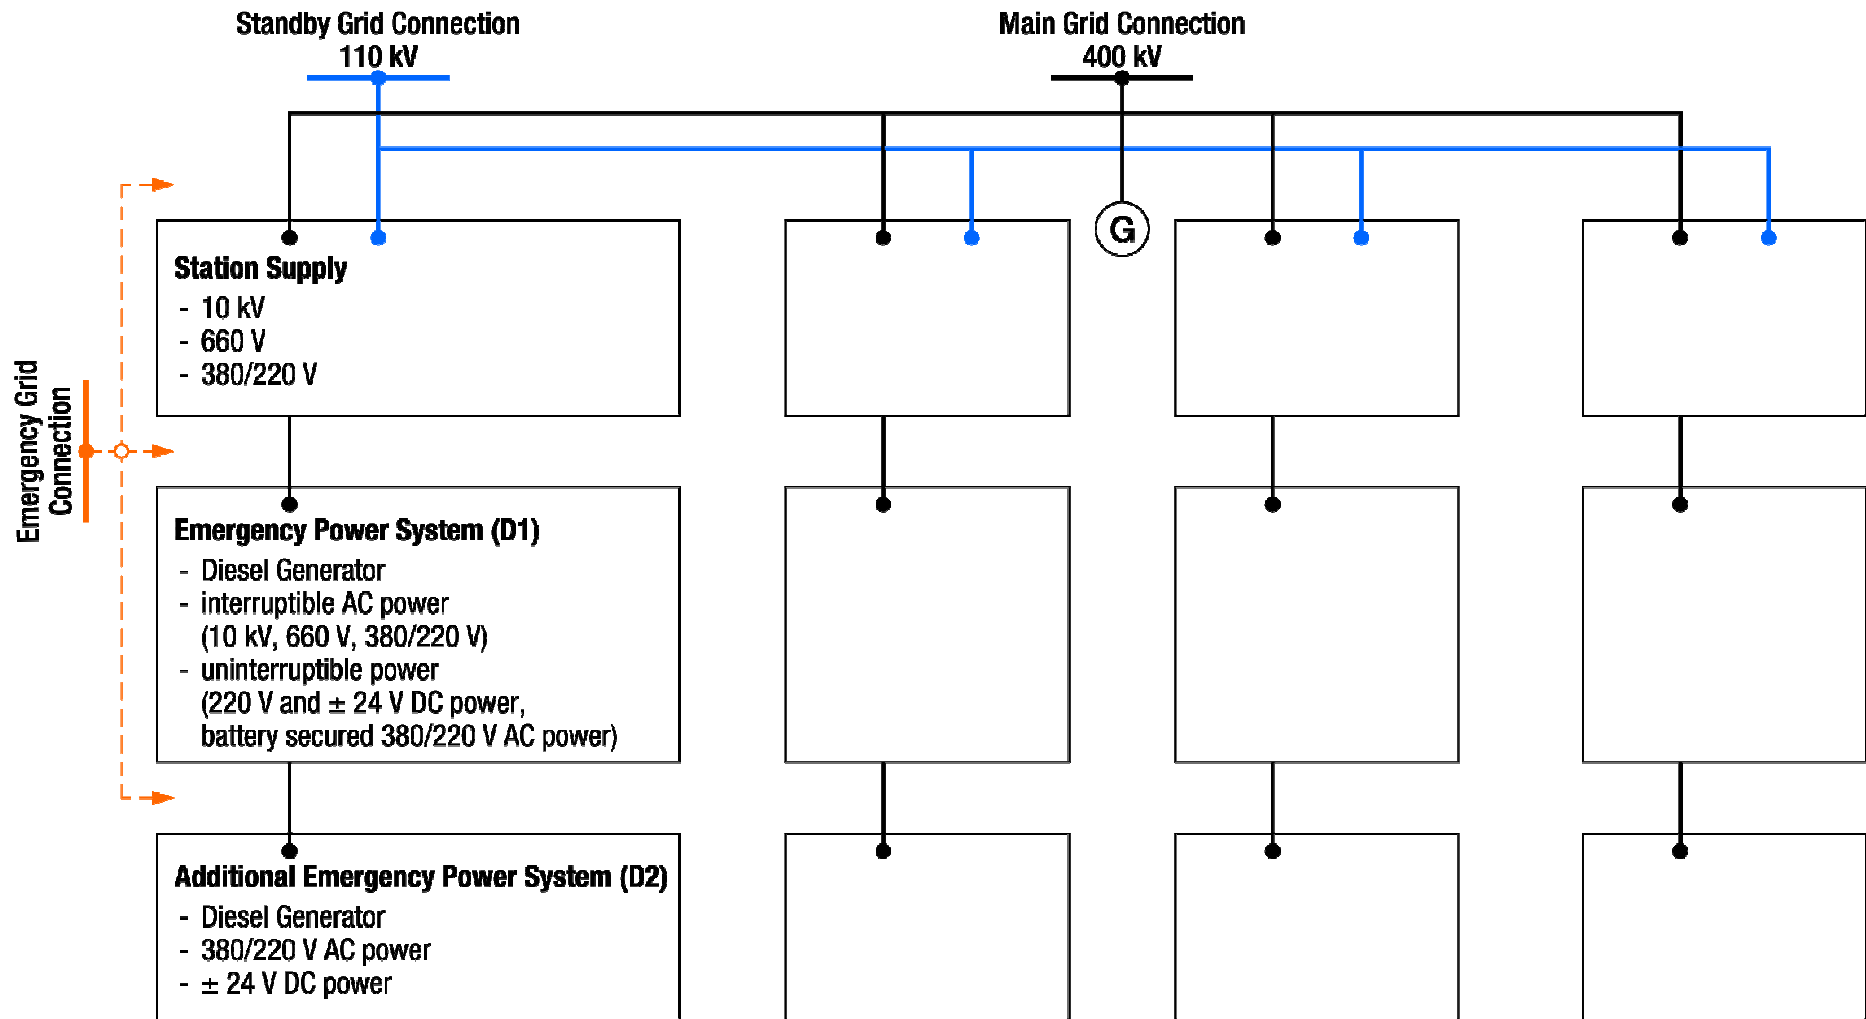 Standby Grid Connection
110 kV
Main Grid Connection
400 kV
G
Station Supply
- 10 kV
- 660 V
- 380/220 V
Emergency Grid
Connection
Emergency Power System (D1)
- Diesel Generator
- interruptible AC power
(10 kV, 660 V, 380/220 V)
- uninterruptible power
(220 V and ± 24 V DC power,
battery secured 380/220 V AC power)
Additional Emergency Power System (D2)
- Diesel Generator
- 380/220 V AC power
- ± 24 V DC power